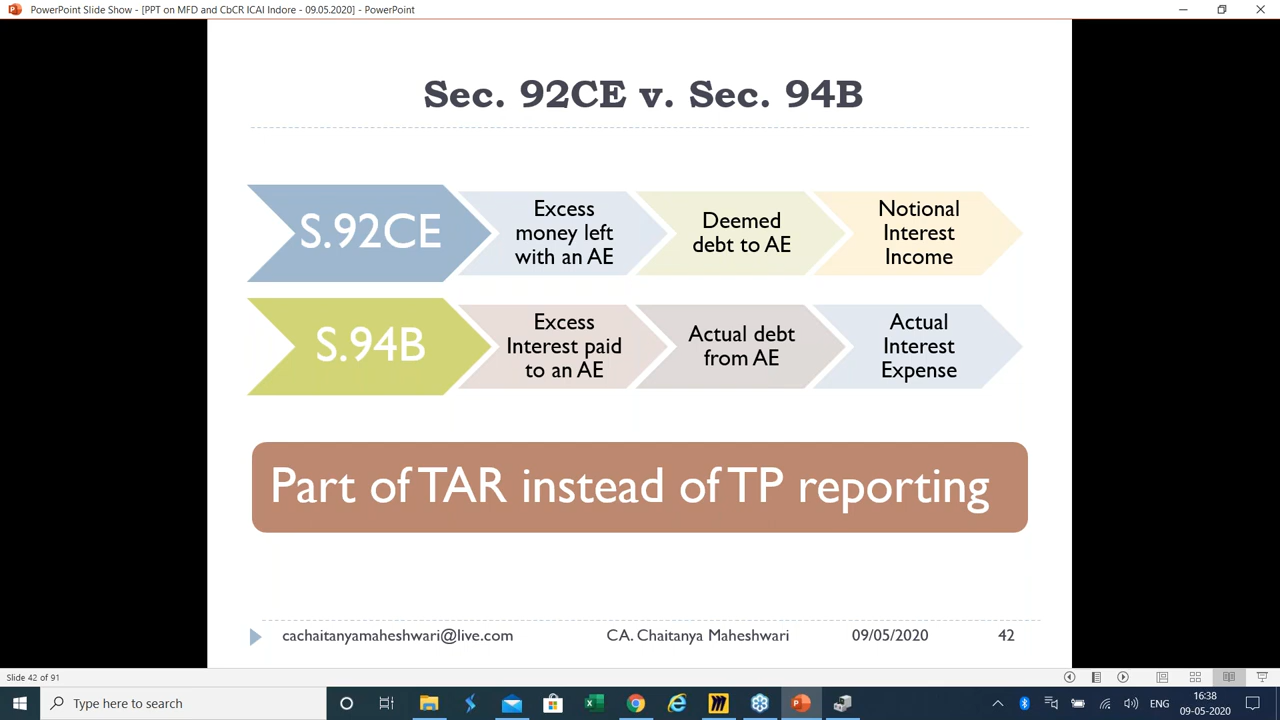 PowerPoint Slide Show - [PPT on MFD and CbCR ICAI Indore - 09.05.2020] - PowerPoint
Sec. 92CE v. Sec. 94B
S.92CE
Excess
money left
with an AE
Deemed
debt to AE
Notional
Interest
Income
S.94B
Excess
Interest paid
to an AE
Actual debt
from AE
Actual
Interest
Expense
Part of TAR instead of TP reporting
cachaitanyamaheshwari@live.com CA. Chaitanya Maheshwari 09/05/2020 42
Slide 42 of 91
Type here to search
ENG
16:38
09-05-2020